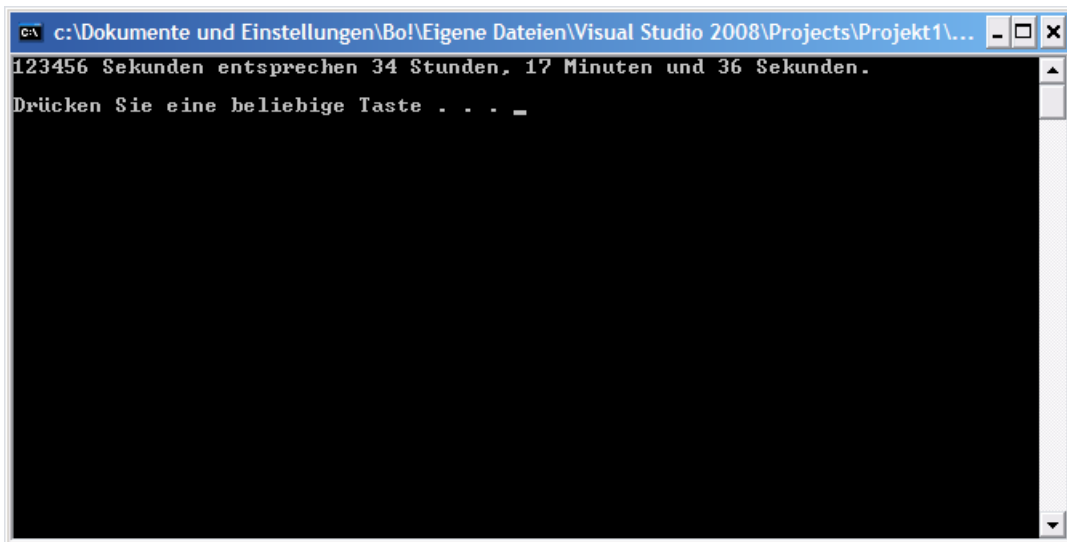 c:\Dokumente und Einstellungen\Bo!\Eigene Dateien\Visual Studio 2008\Projects\Projekt1\...
123456 Sekunden entsprechen 34 Stunden, 17 Minuten und 36 Sekunden.
Drücken Sie eine beliebige Taste . . . _